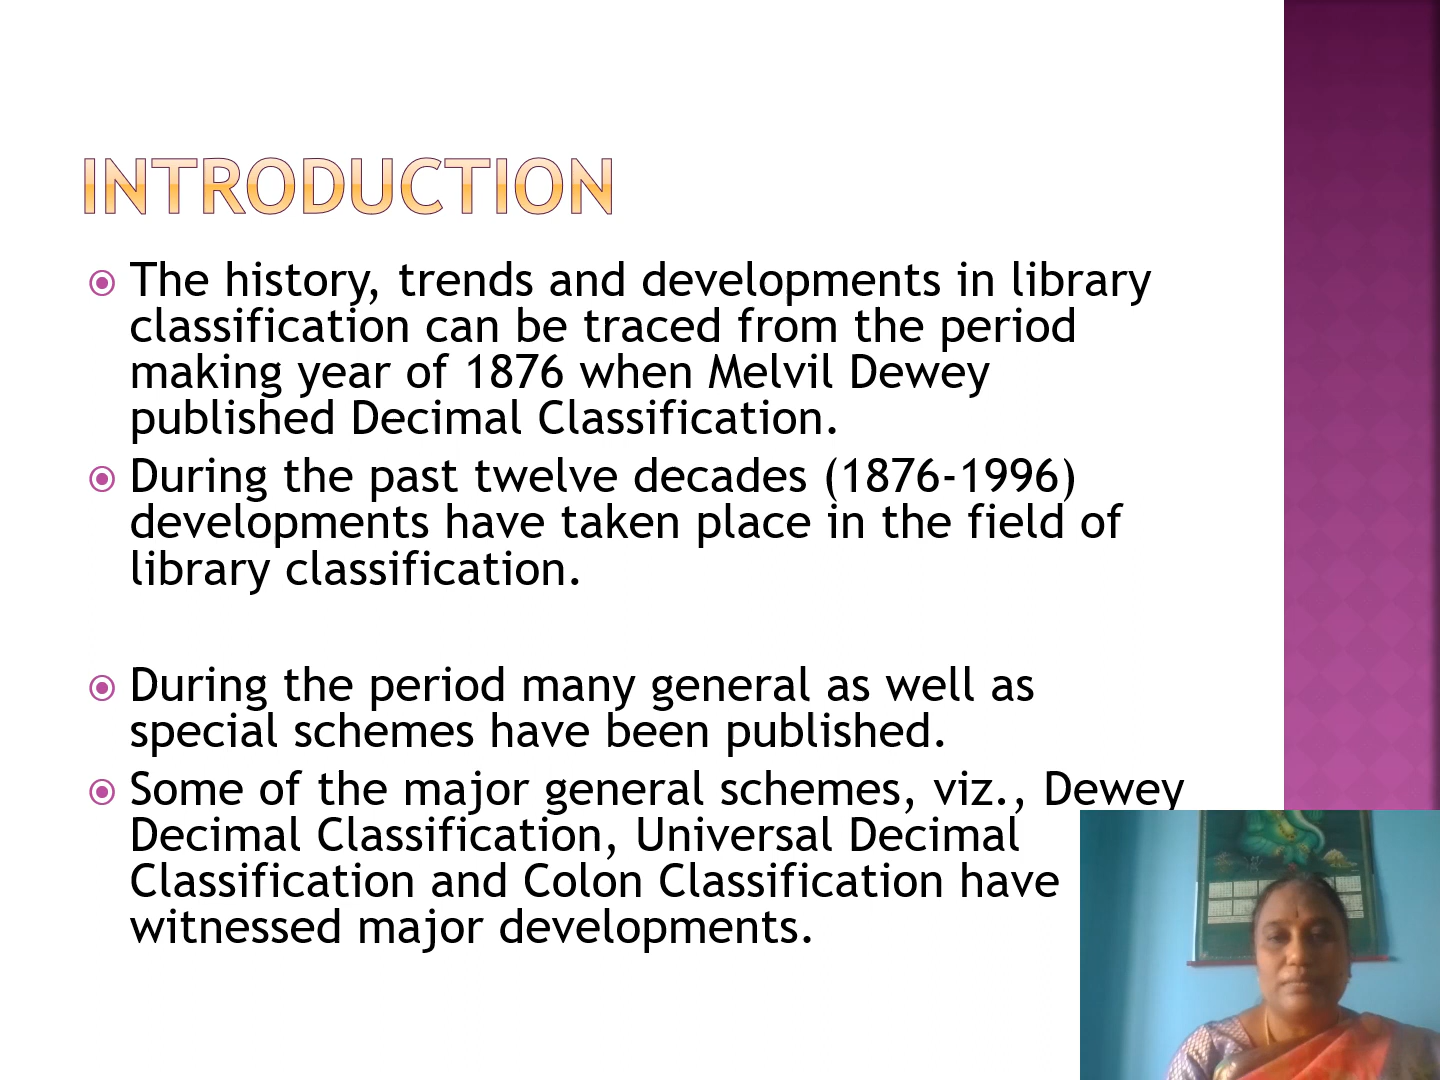 INTRODUCTION
The history, trends and developments in library
classification can be traced from the period
making year of 1876 when Melvil Dewey
published Decimal Classification.
During the past twelve decades (1876-1996)
developments have taken place in the field of
library classification.
During the period many general as well as
special schemes have been published.
Some of the major general schemes, viz., Dewey
Decimal Classification, Universal Decimal
Classification and Colon Classification have
witnessed major developments.